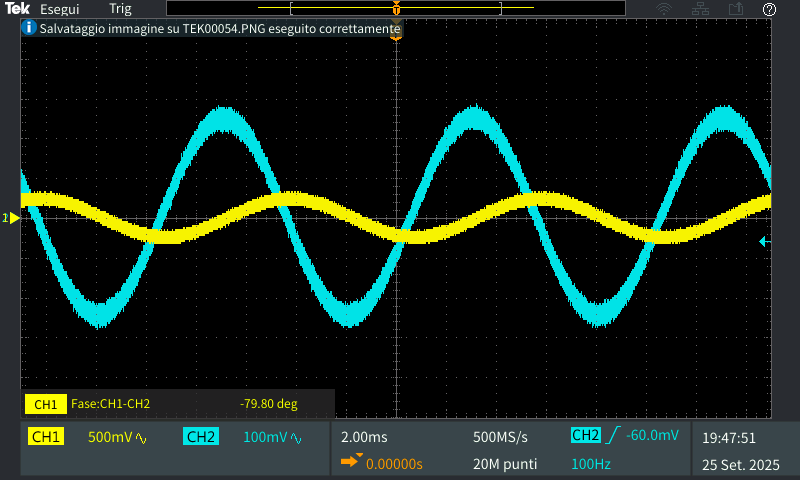 Tek Esegui Trig
T
i Salvataggio immagine su TEK00054.PNG eseguito correttamente
CH1 Fase:CH1-CH2 -79.80 deg
CH1 500mV CH2 100mV 2.00ms 500MS/s CH2 -60.0mV 19:47:51
0.00000s 20M punti 100Hz 25 Set. 2025